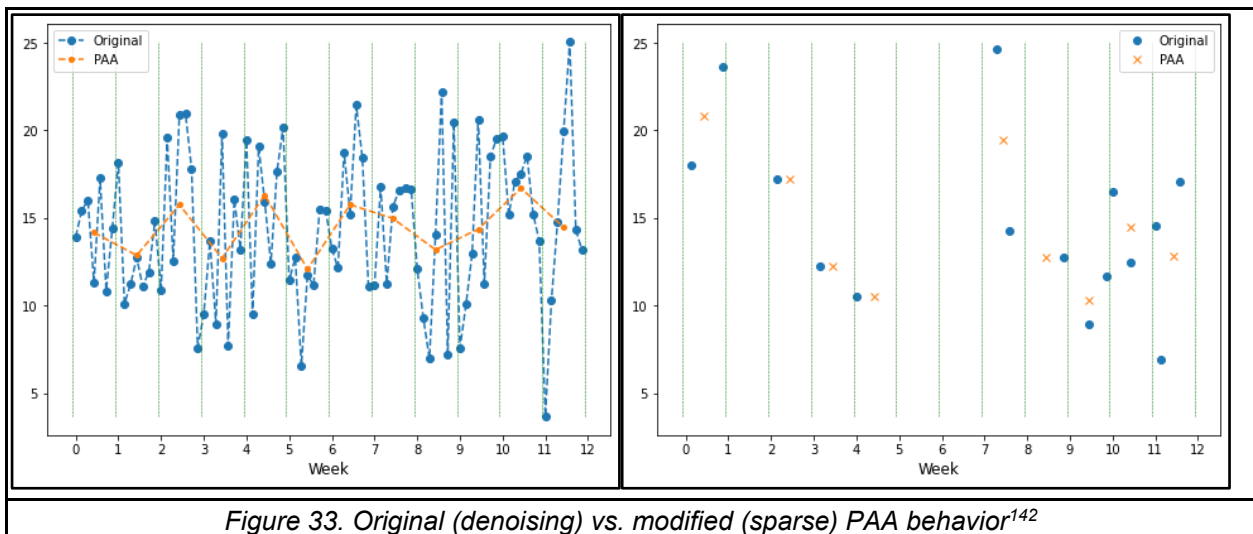 25
20
15
10
5
Original
PAA
0 1 2 3 4 5 6 7 8 9 10 11 12
Week
25
20
15
10
5
Original
PAA
0 1 2 3 4 5 6 7 8 9 10 11 12
Week
Figure 33. Original (denoising) vs. modified (sparse) PAA behavior¹⁴²